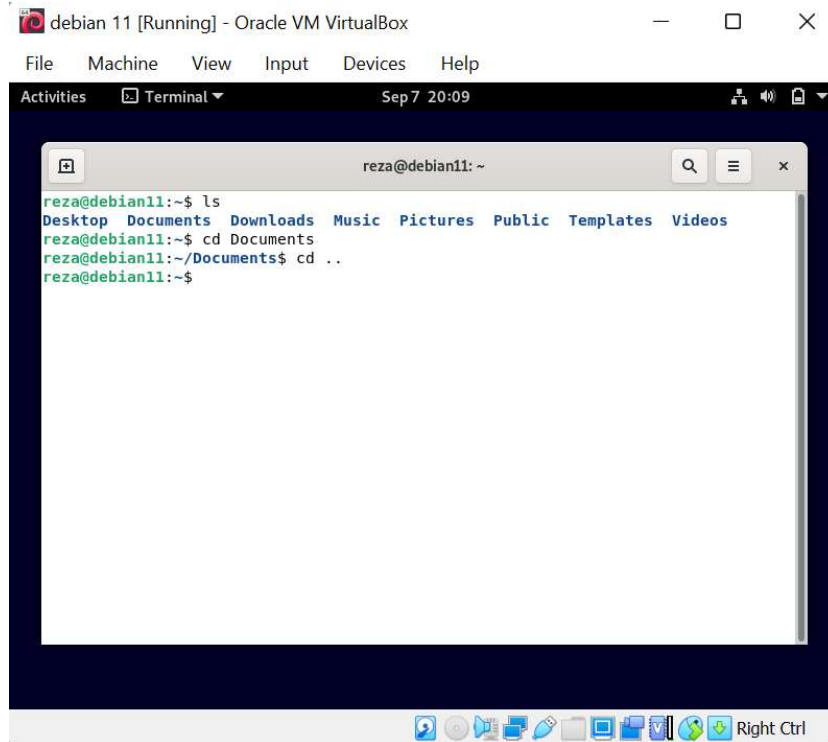 debian 11 [Running] - Oracle VM VirtualBox
File Machine View Input Devices Help
Activities Terminal Sep 7 20:09
reza@debian11: ~
reza@debian11:~$ ls
Desktop Documents Downloads Music Pictures Public Templates Videos
reza@debian11:~$ cd Documents
reza@debian11:~/Documents$ cd ..
reza@debian11:~$
Right Ctrl